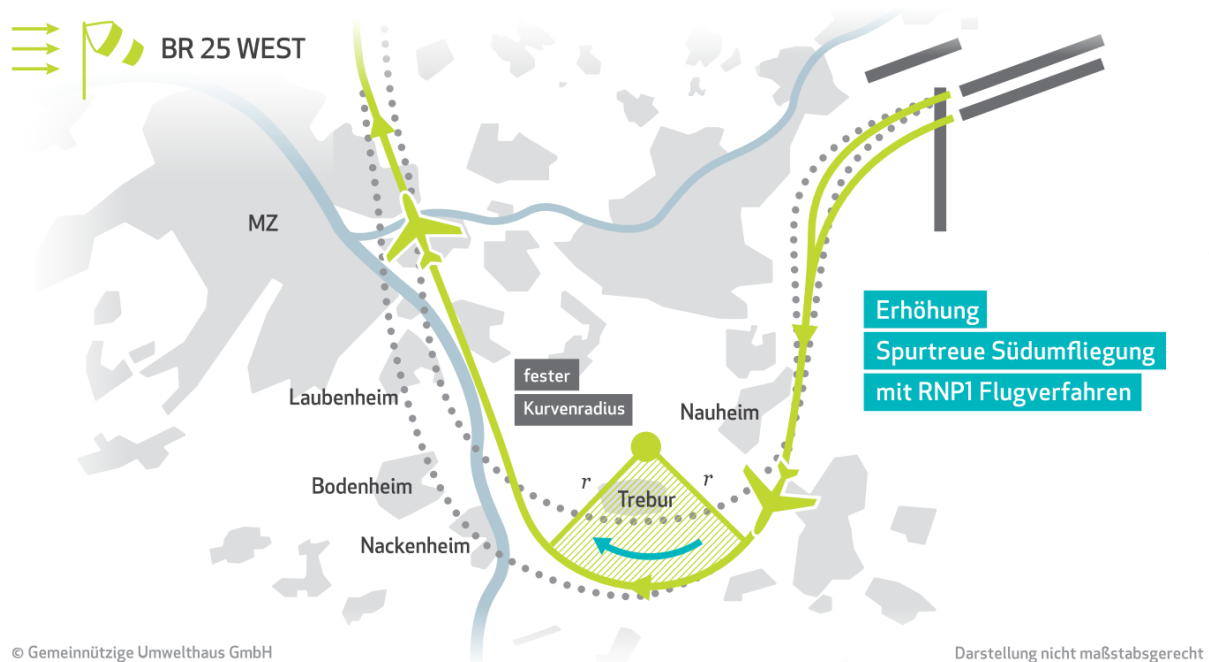 BR 25 WEST
MZ
Erhöhung
Spurtreue Südumfliegung
mit RNP1 Flugverfahren
fester
Kurvenradius
Laubenheim
Nauheim
Bodenheim
r
r
Trebur
Nackenheim
© Gemeinnützige Umwelthaus GmbH
Darstellung nicht maßstabsgerecht